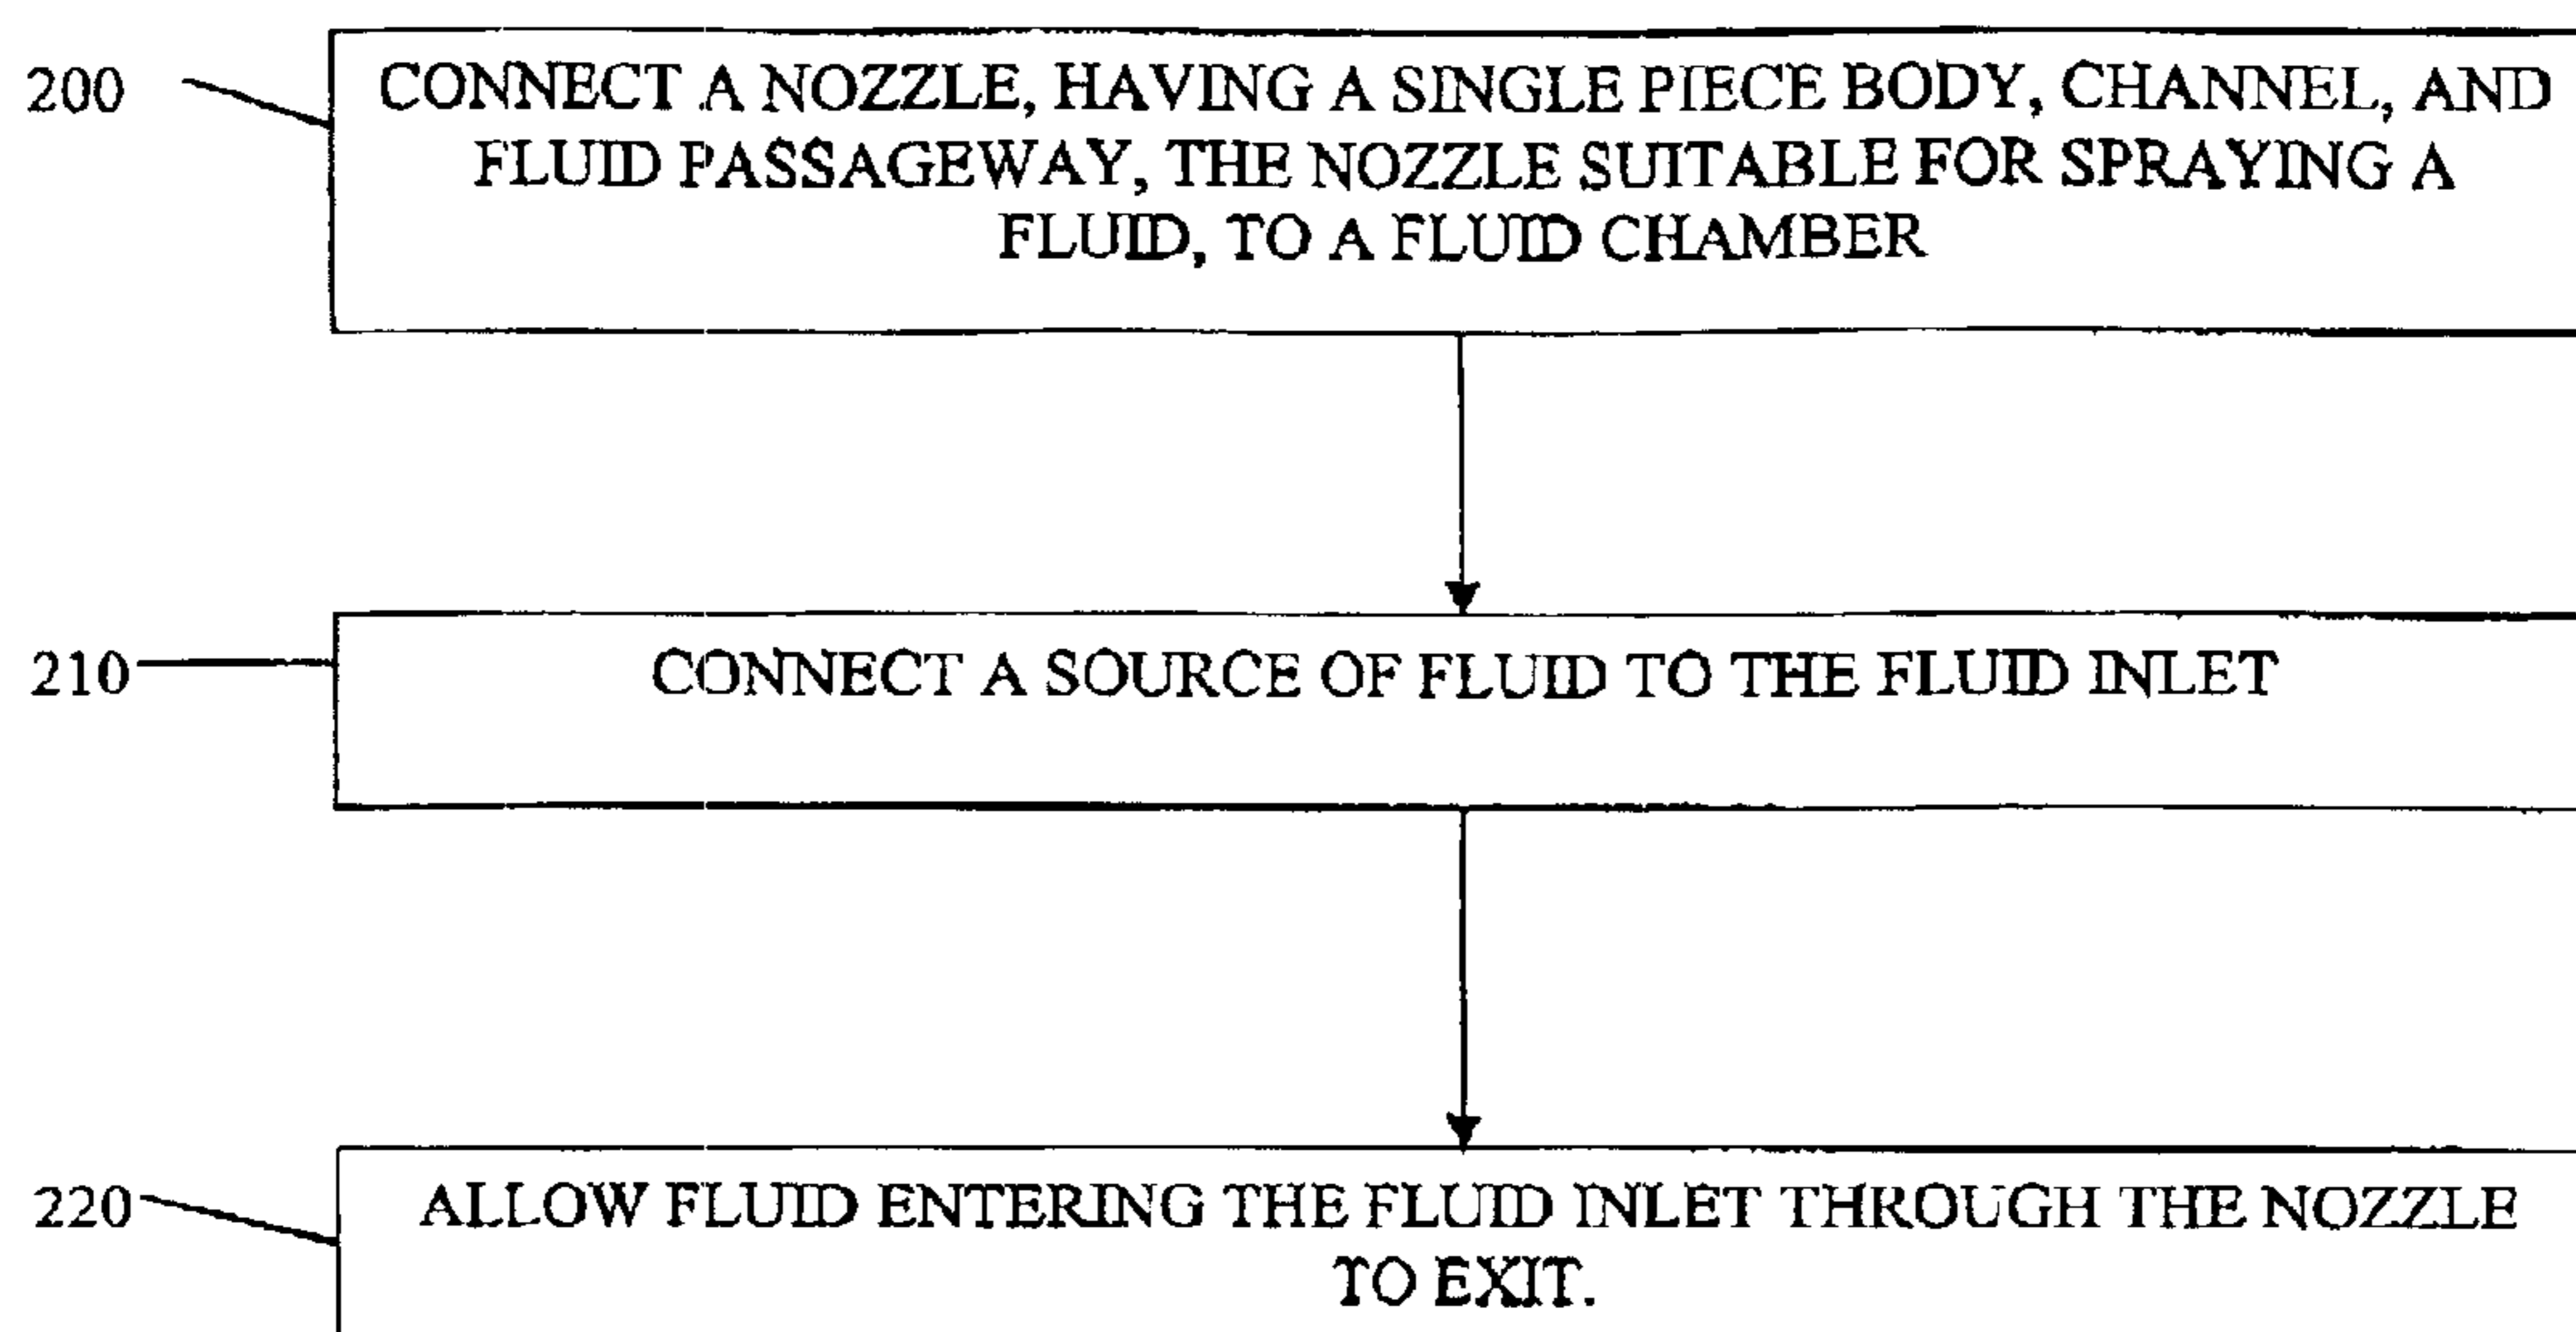 200
CONNECT A NOZZLE, HAVING A SINGLE PIECE BODY, CHANNEL, AND
FLUID PASSAGEWAY, THE NOZZLE SUITABLE FOR SPRAYING A
FLUID, TO A FLUID CHAMBER
210
CONNECT A SOURCE OF FLUID TO THE FLUID INLET
220
ALLOW FLUID ENTERING THE FLUID INLET THROUGH THE NOZZLE
TO EXIT.